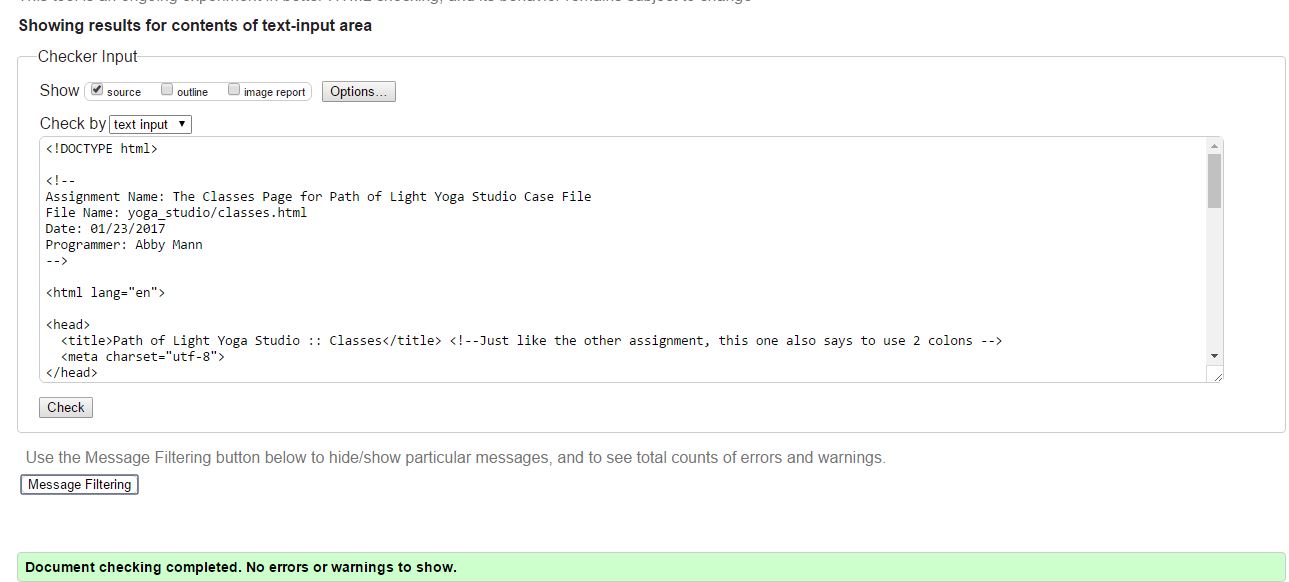 Showing results for contents of text-input area
Checker Input
Show source outline image report Options...
Check by text input
<!DOCTYPE html>
<!--
Assignment Name: The Classes Page for Path of Light Yoga Studio Case File
File Name: yoga_studio/classes.html
Date: 01/23/2017
Programmer: Abby Mann
-->
<html lang="en">
<head>
<title>Path of Light Yoga Studio :: Classes</title> <!--Just like the other assignment, this one also says to use 2 colons -->
<meta charset="utf-8">
</head>
Check
Use the Message Filtering button below to hide/show particular messages, and to see total counts of errors and warnings.
Message Filtering
Document checking completed. No errors or warnings to show.